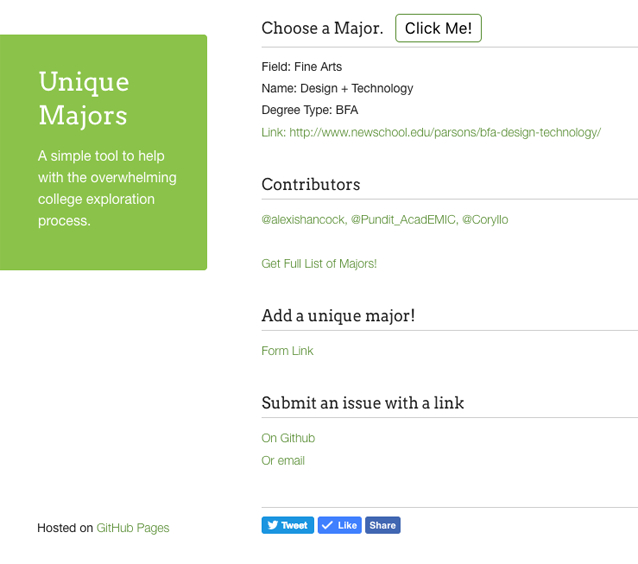 Unique
Majors
A simple tool to help
with the overwhelming
college exploration
process.
Hosted on GitHub Pages
Choose a Major. Click Me!
Field: Fine Arts
Name: Design + Technology
Degree Type: BFA
Link: http://www.newschool.edu/parsons/bfa-design-technology/
Contributors
@alexishancock, @Pundit_AcadEMIC, @Coryllo
Get Full List of Majors!
Add a unique major!
Form Link
Submit an issue with a link
On Github
Or email
Tweet Like Share